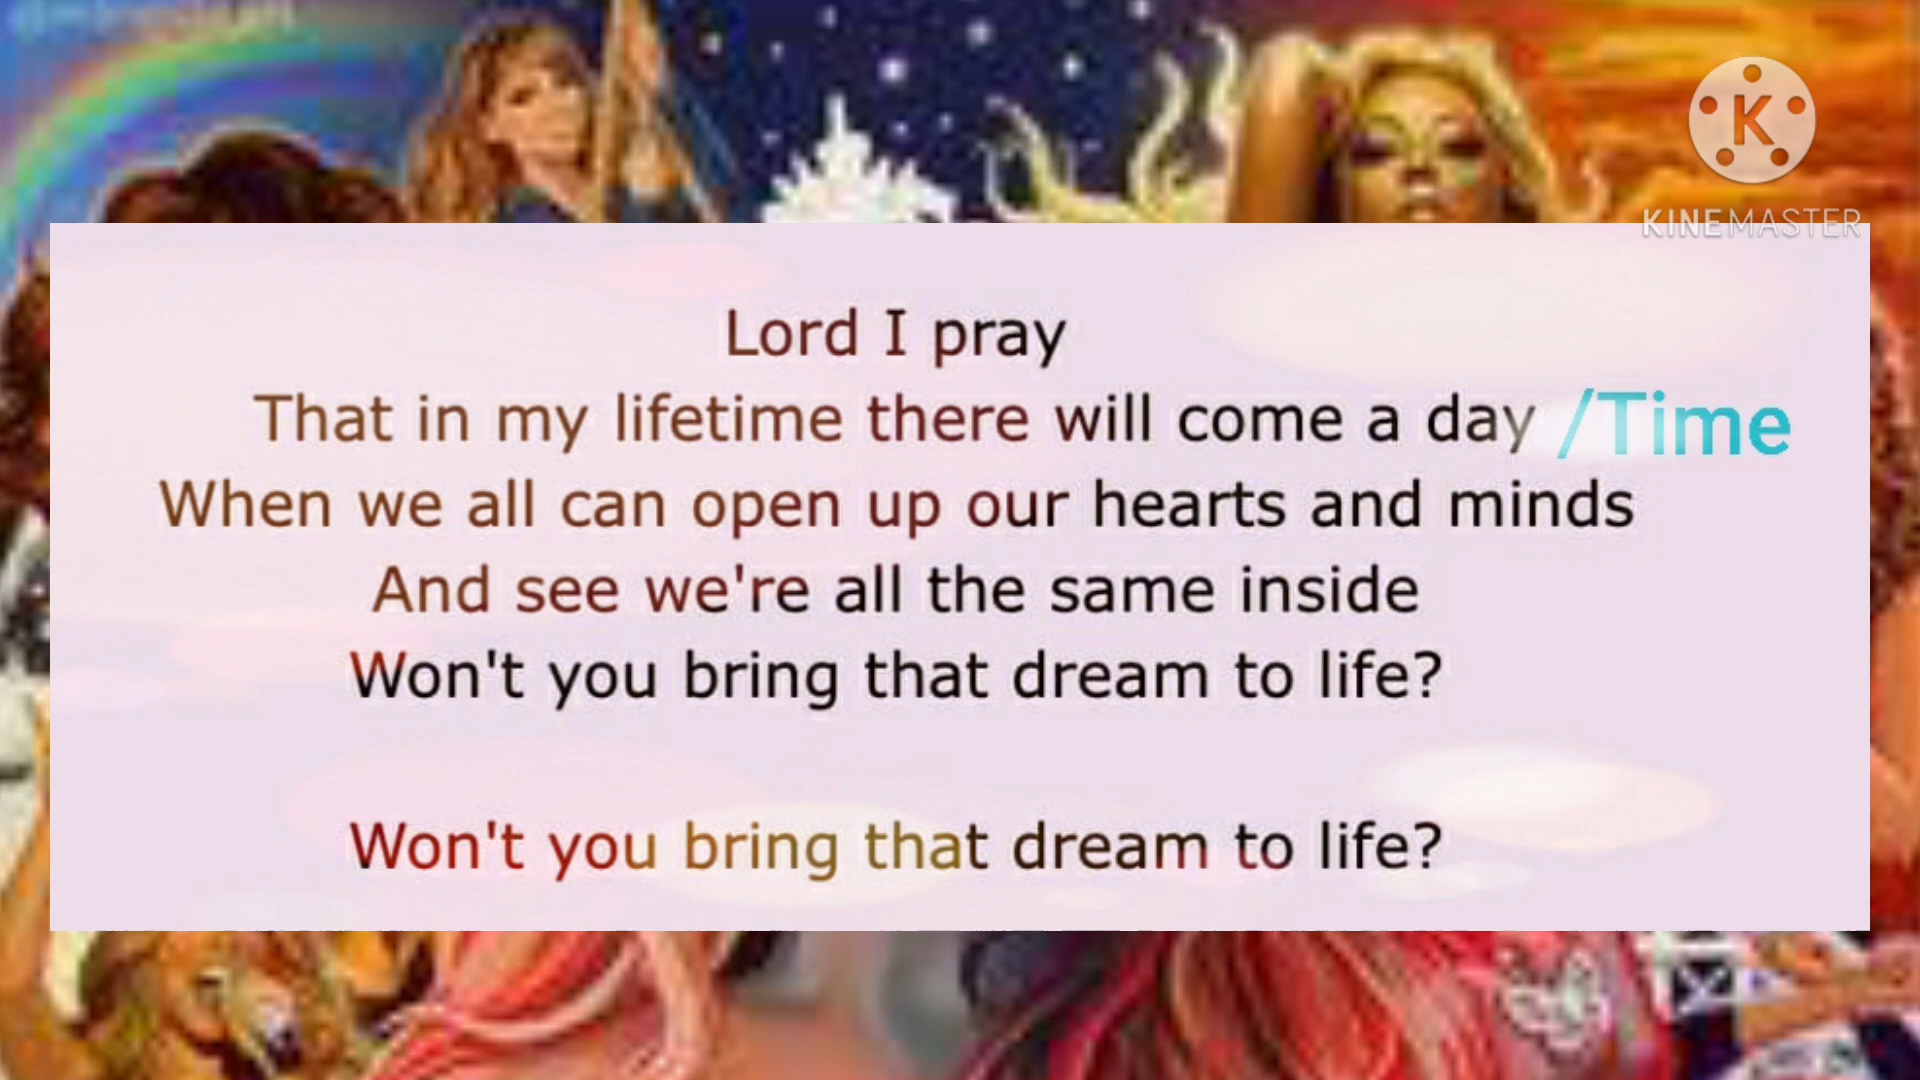 K
KINEMASTER
Lord I pray
That in my lifetime there will come a day /Time
When we all can open up our hearts and minds
And see we're all the same inside
Won't you bring that dream to life?
Won't you bring that dream to life?